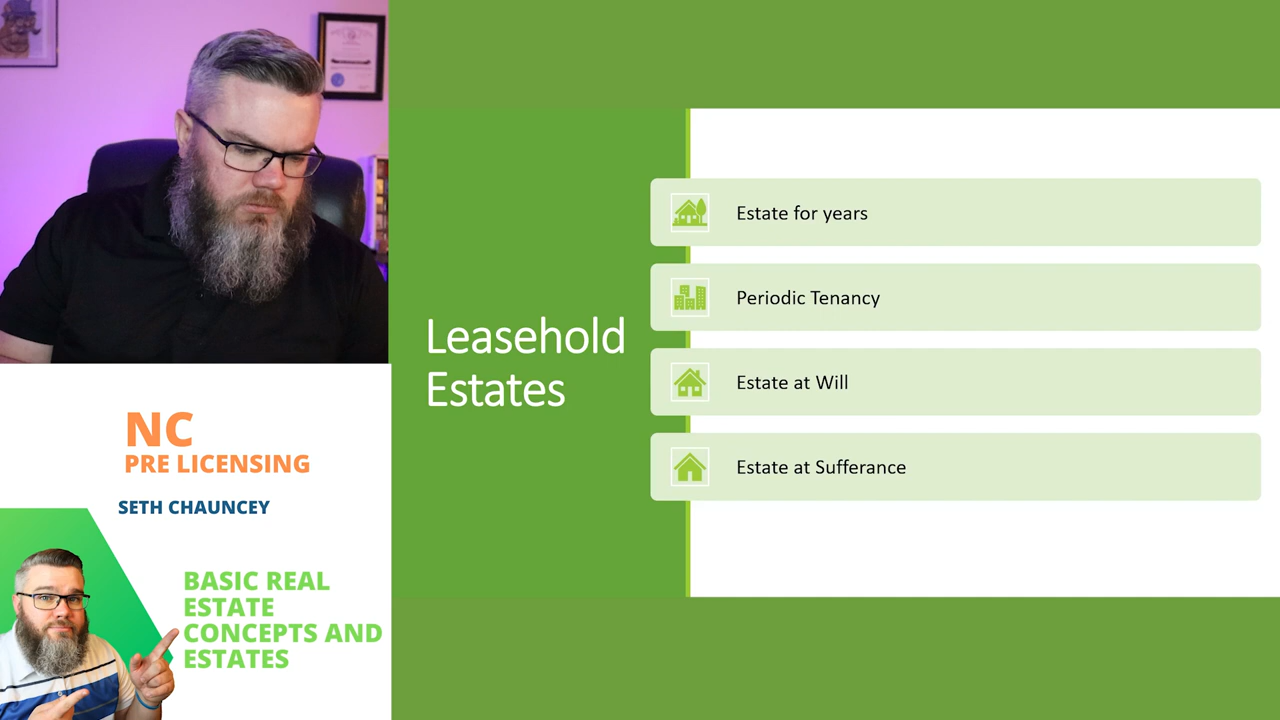 NC
PRE LICENSING
SETH CHAUNCEY
BASIC REAL
ESTATE
CONCEPTS AND
ESTATES
Leasehold
Estates
Estate for years
Periodic Tenancy
Estate at Will
Estate at Sufferance